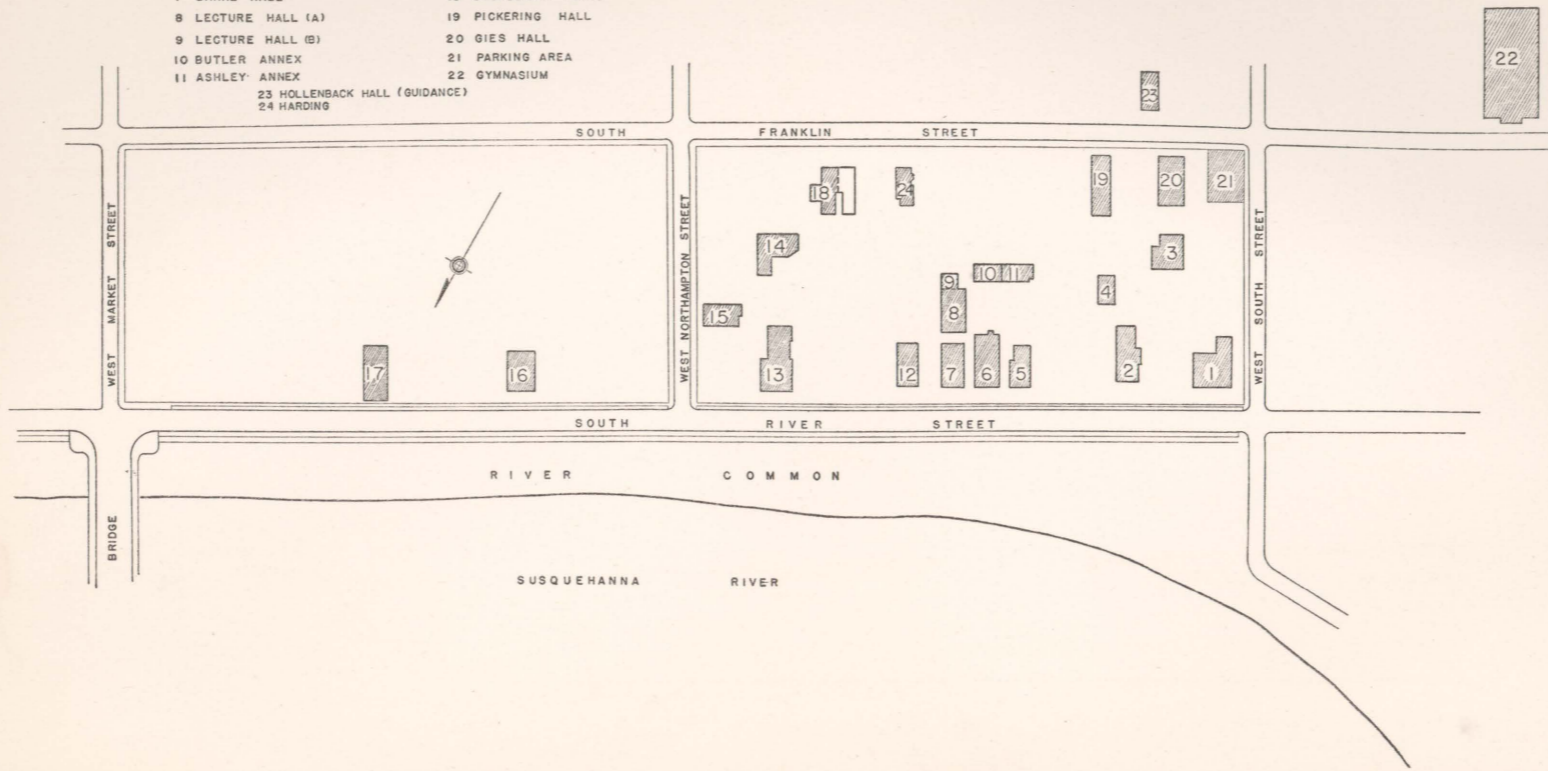 8 LECTURE HALL (A)
9 LECTURE HALL (B)
10 BUTLER ANNEX
11 ASHLEY ANNEX
19 PICKERING HALL
20 GIES HALL
21 PARKING AREA
22 GYMNASIUM
23 HOLLENBACK HALL (GUIDANCE)
24 HARDING
22
23
SOUTH FRANKLIN STREET
WEST MARKET STREET
WEST NORTHAMPTON STREET
WEST SOUTH STREET
18
24
19
20
21
14
3
9
10
11
4
15
8
17
16
13
12
7
6
5
2
1
SOUTH RIVER STREET
RIVER COMMON
BRIDGE
SUSQUEHANNA RIVER